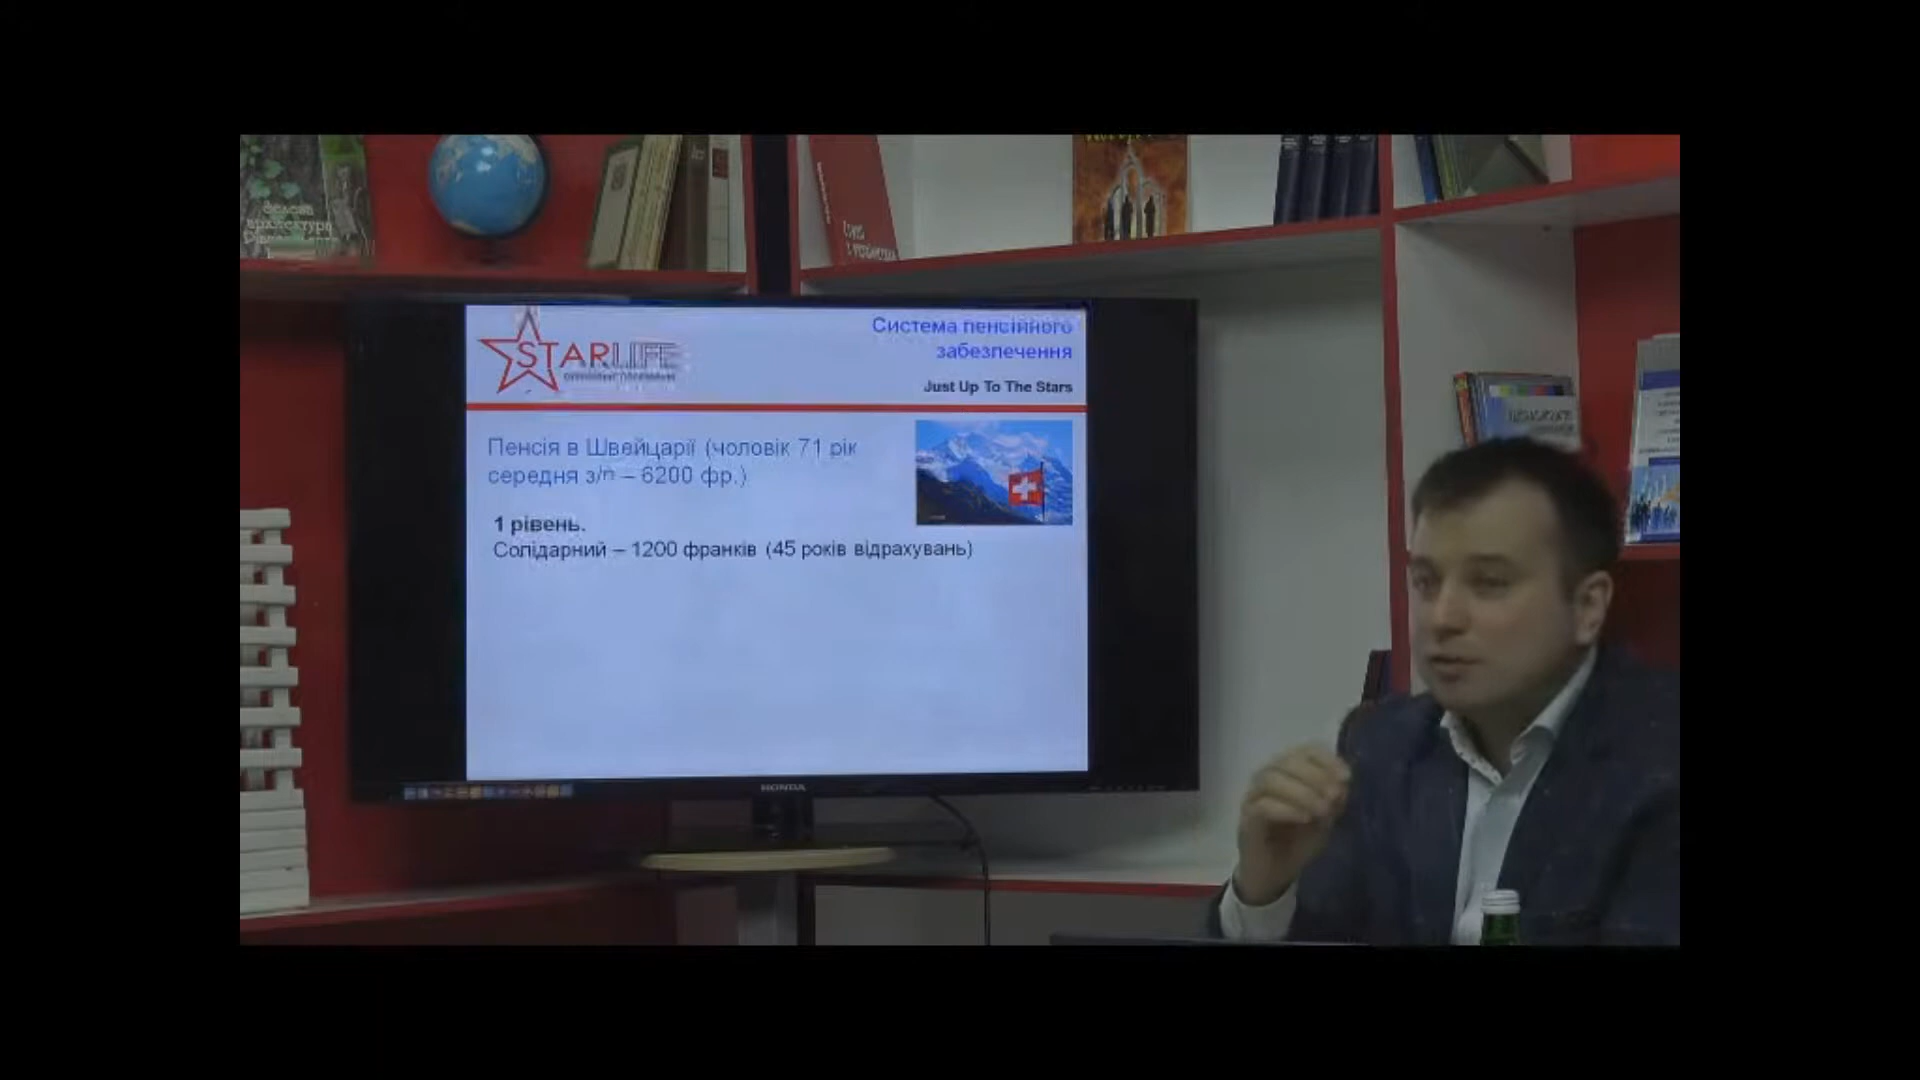 STARLIFE
Система пенсійного
забезпечення
Just Up To The Stars
Пенсія в Швейцарії (чоловік 71 рік
середня з/п – 6200 фр.)
1 рівень.
Солідарний – 1200 франків (45 років відрахувань)
HONDA